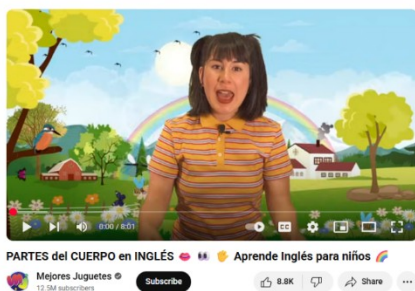 0:00 / 8:01
CC
PARTES del CUERPO en INGLÉS 👄 👀 🖐 Aprende Inglés para niños 🌈
Mejores Juguetes
12.5M subscribers
Subscribe
8.8K
Share